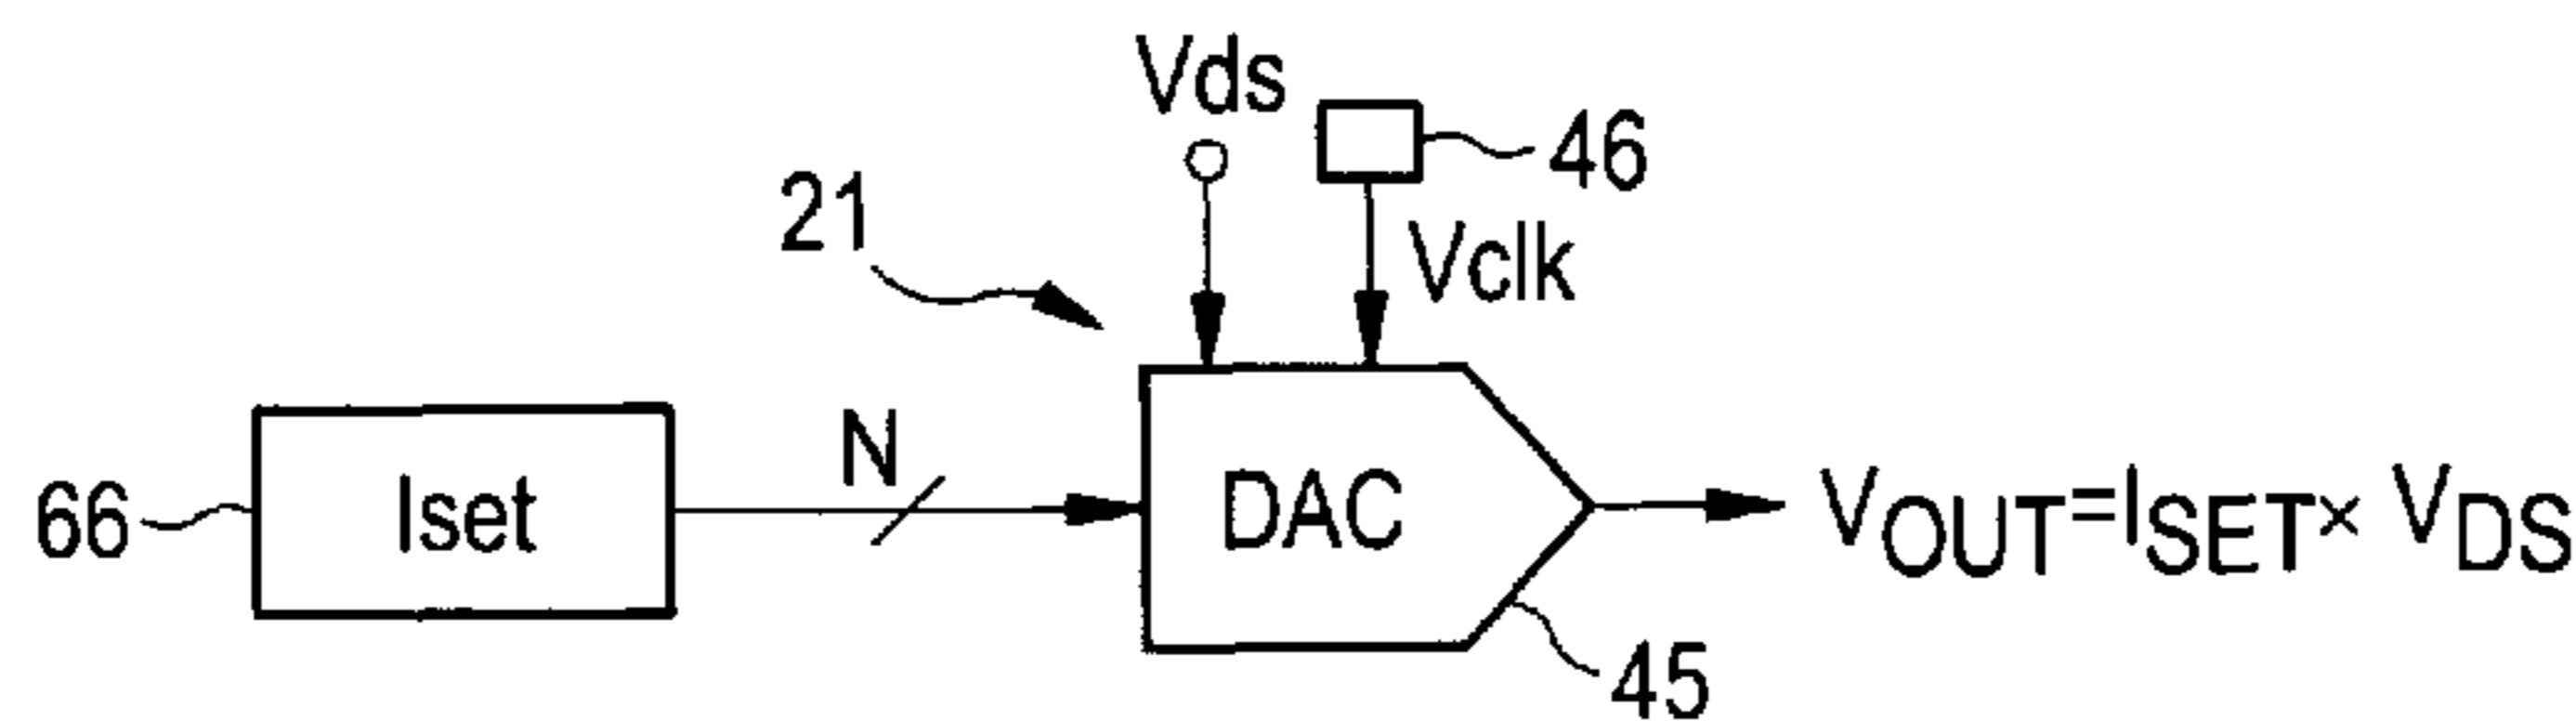 Vds
46
21
Vclk
66
Iset
N
DAC
VOUT=ISET× VDS
45